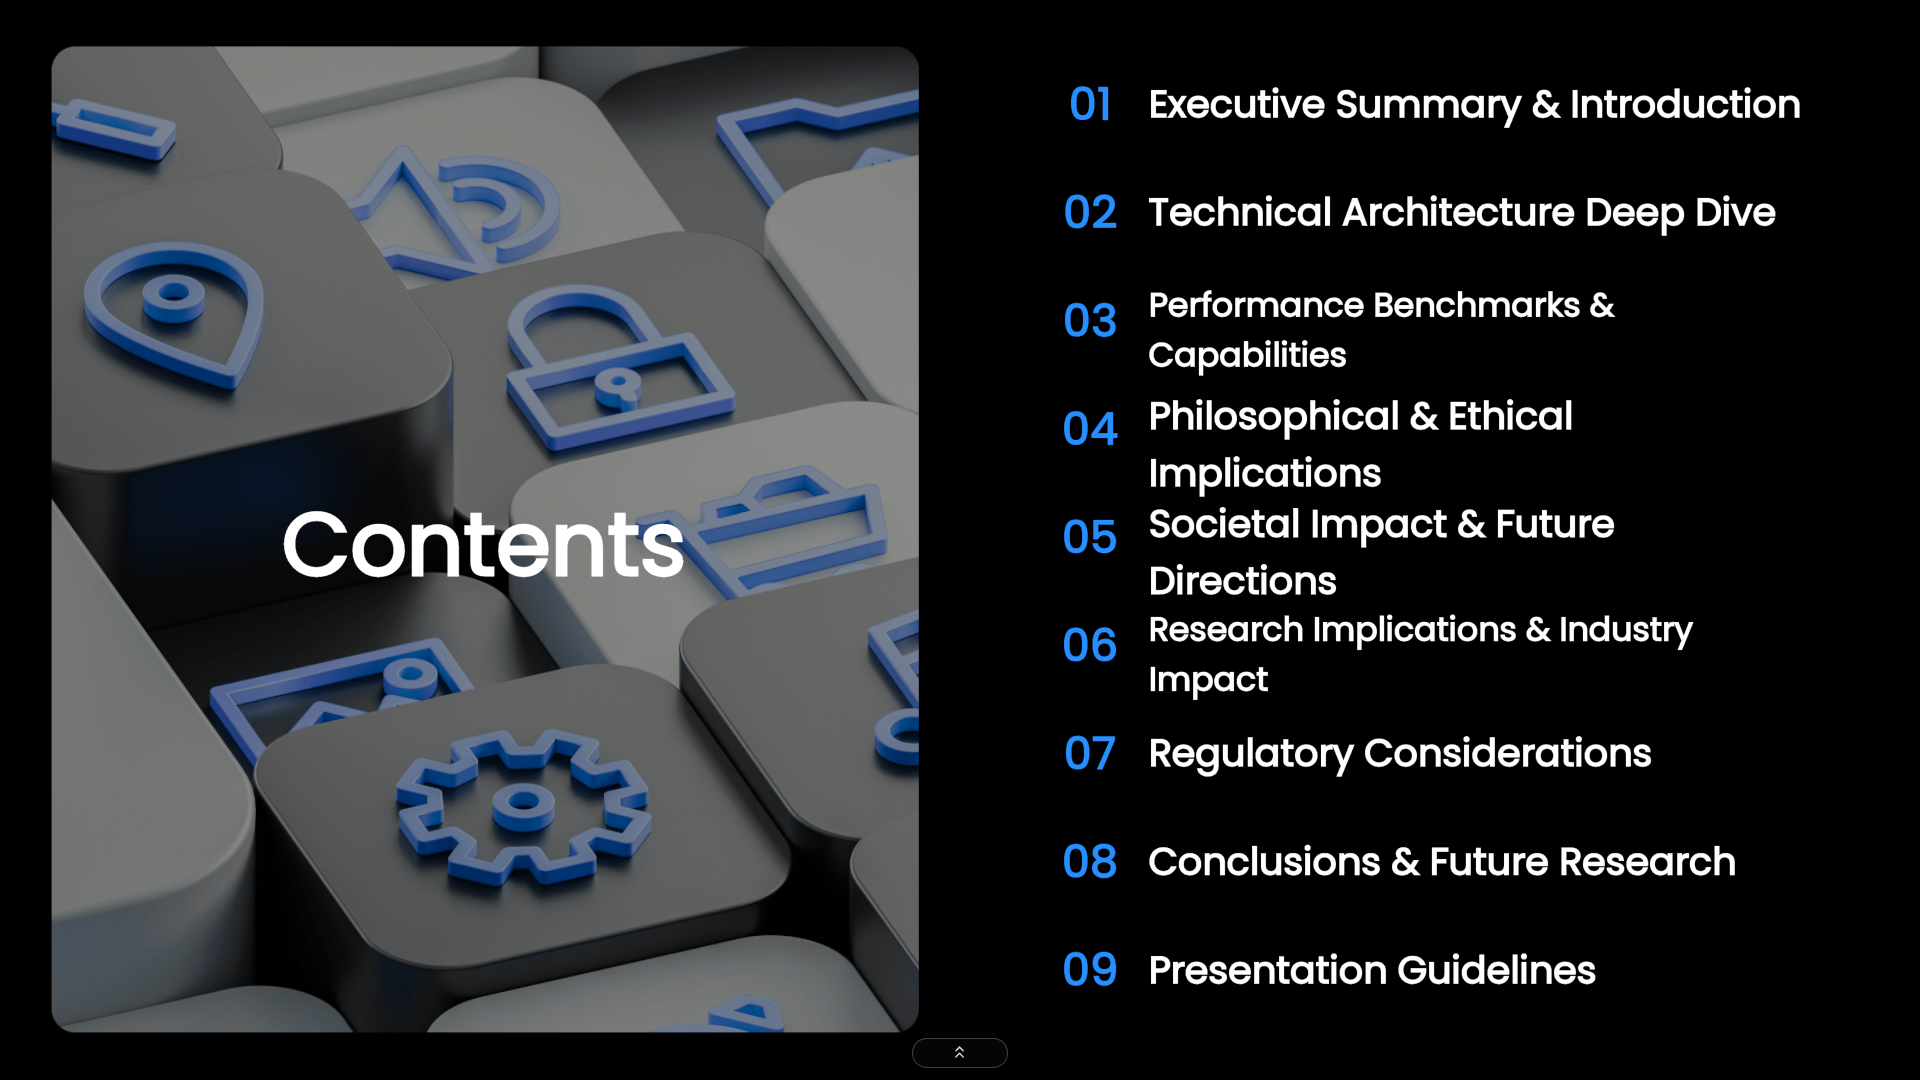 Contents
01 Executive Summary & Introduction
02 Technical Architecture Deep Dive
03 Performance Benchmarks &
Capabilities
04 Philosophical & Ethical
Implications
05 Societal Impact & Future
Directions
06 Research Implications & Industry
Impact
07 Regulatory Considerations
08 Conclusions & Future Research
09 Presentation Guidelines